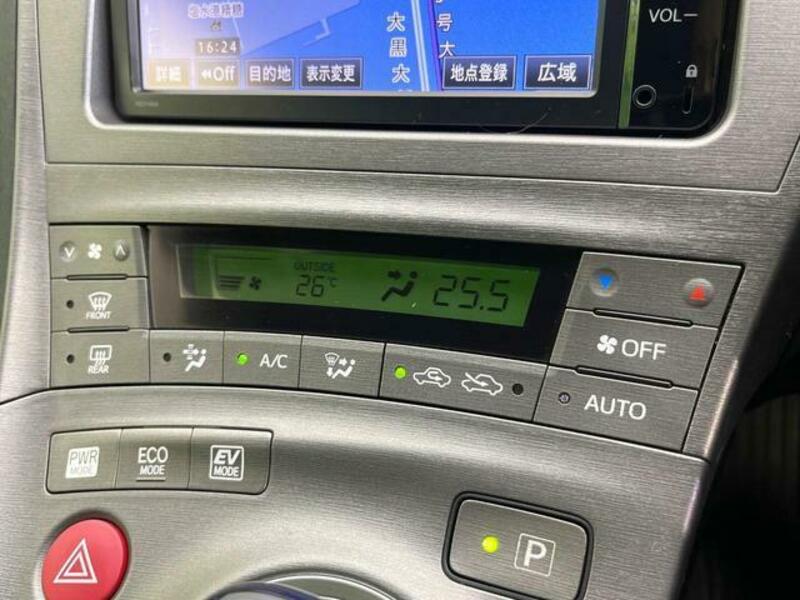 大 号
黒 大
大
16:24
詳細 ◀◀Off 目的地 表示変更 地点登録 広域
VOL−
OUTSIDE
26℃ 25.5
FRONT
REAR
A/C
OFF
AUTO
PWR MODE
ECO MODE
EV MODE
P